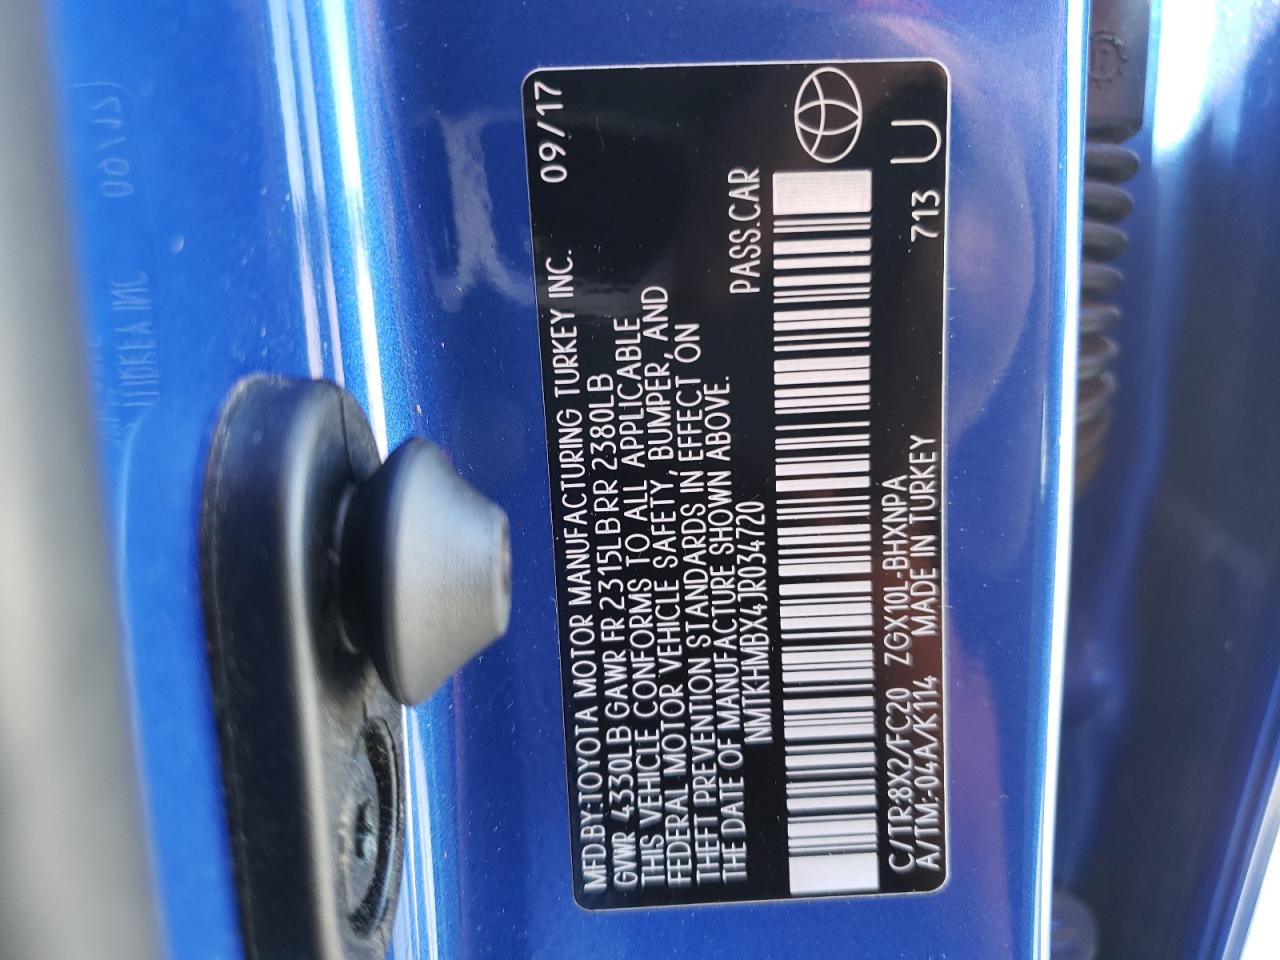 MFD.BY:TOYOTA MOTOR MANUFACTURING TURKEY INC. 09/17
GVWR 4330LB GAWR FR 2315LB RR 2380LB
THIS VEHICLE CONFORMS TO ALL APPLICABLE
FEDERAL MOTOR VEHICLE SAFETY, BUMPER, AND
THEFT PREVENTION STANDARDS IN EFFECT ON
THE DATE OF MANUFACTURE SHOWN ABOVE.
NMTKHMBX4JR034720 PASS.CAR
C/TR:8X2/FC20 ZGX10L-BHXNPA 713 U
A/TM:-04A/K114 MADE IN TURKEY